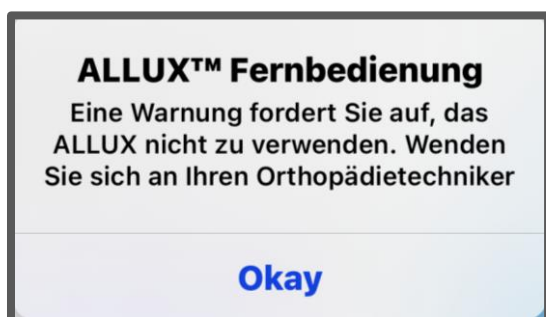 ALLUX™ Fernbedienung
Eine Warnung fordert Sie auf, das
ALLUX nicht zu verwenden. Wenden
Sie sich an Ihren Orthopädietechniker
Okay